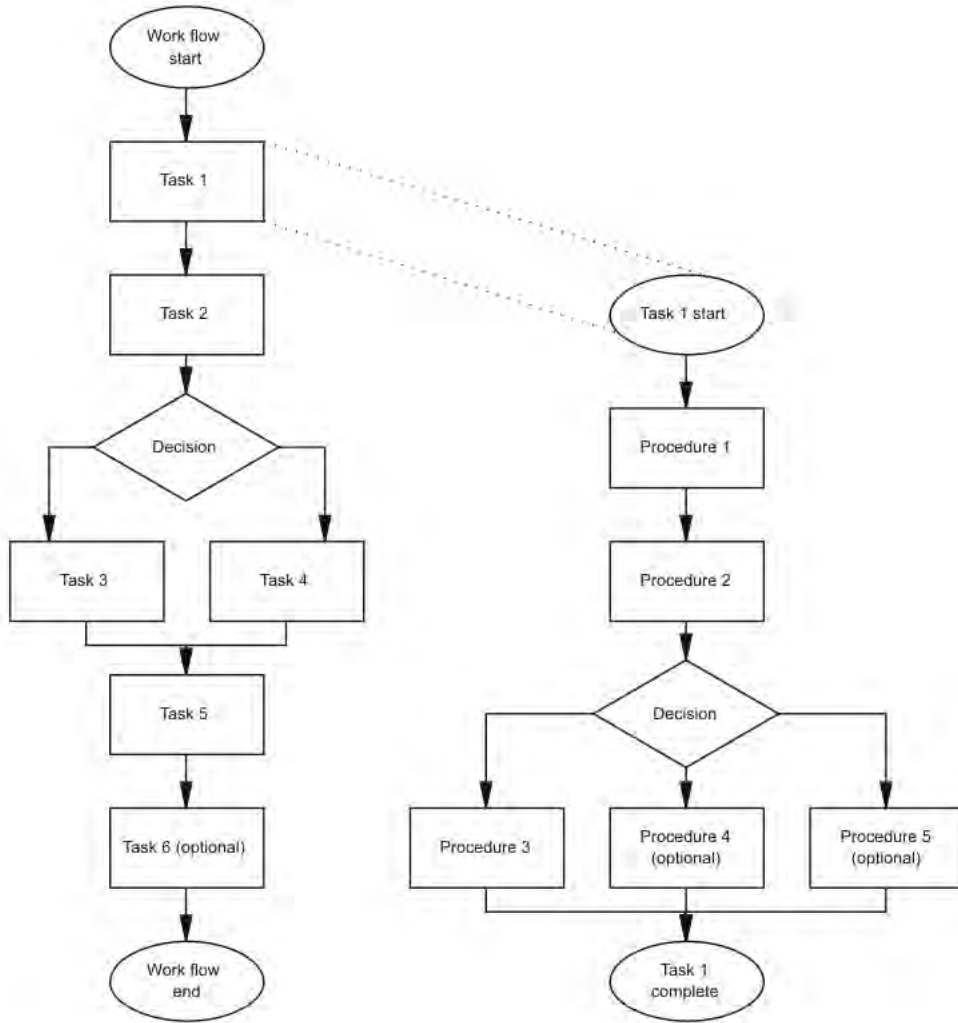 Work flow
start
Task 1
Task 2
Decision
Task 3
Task 4
Task 5
Task 6 (optional)
Work flow
end
Task 1 start
Procedure 1
Procedure 2
Decision
Procedure 3
Procedure 4
(optional)
Procedure 5
(optional)
Task 1
complete